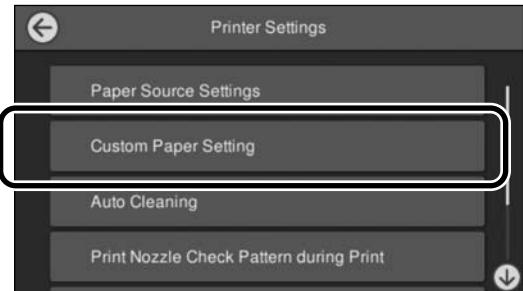 Printer Settings
Paper Source Settings
Custom Paper Setting
Auto Cleaning
Print Nozzle Check Pattern during Print